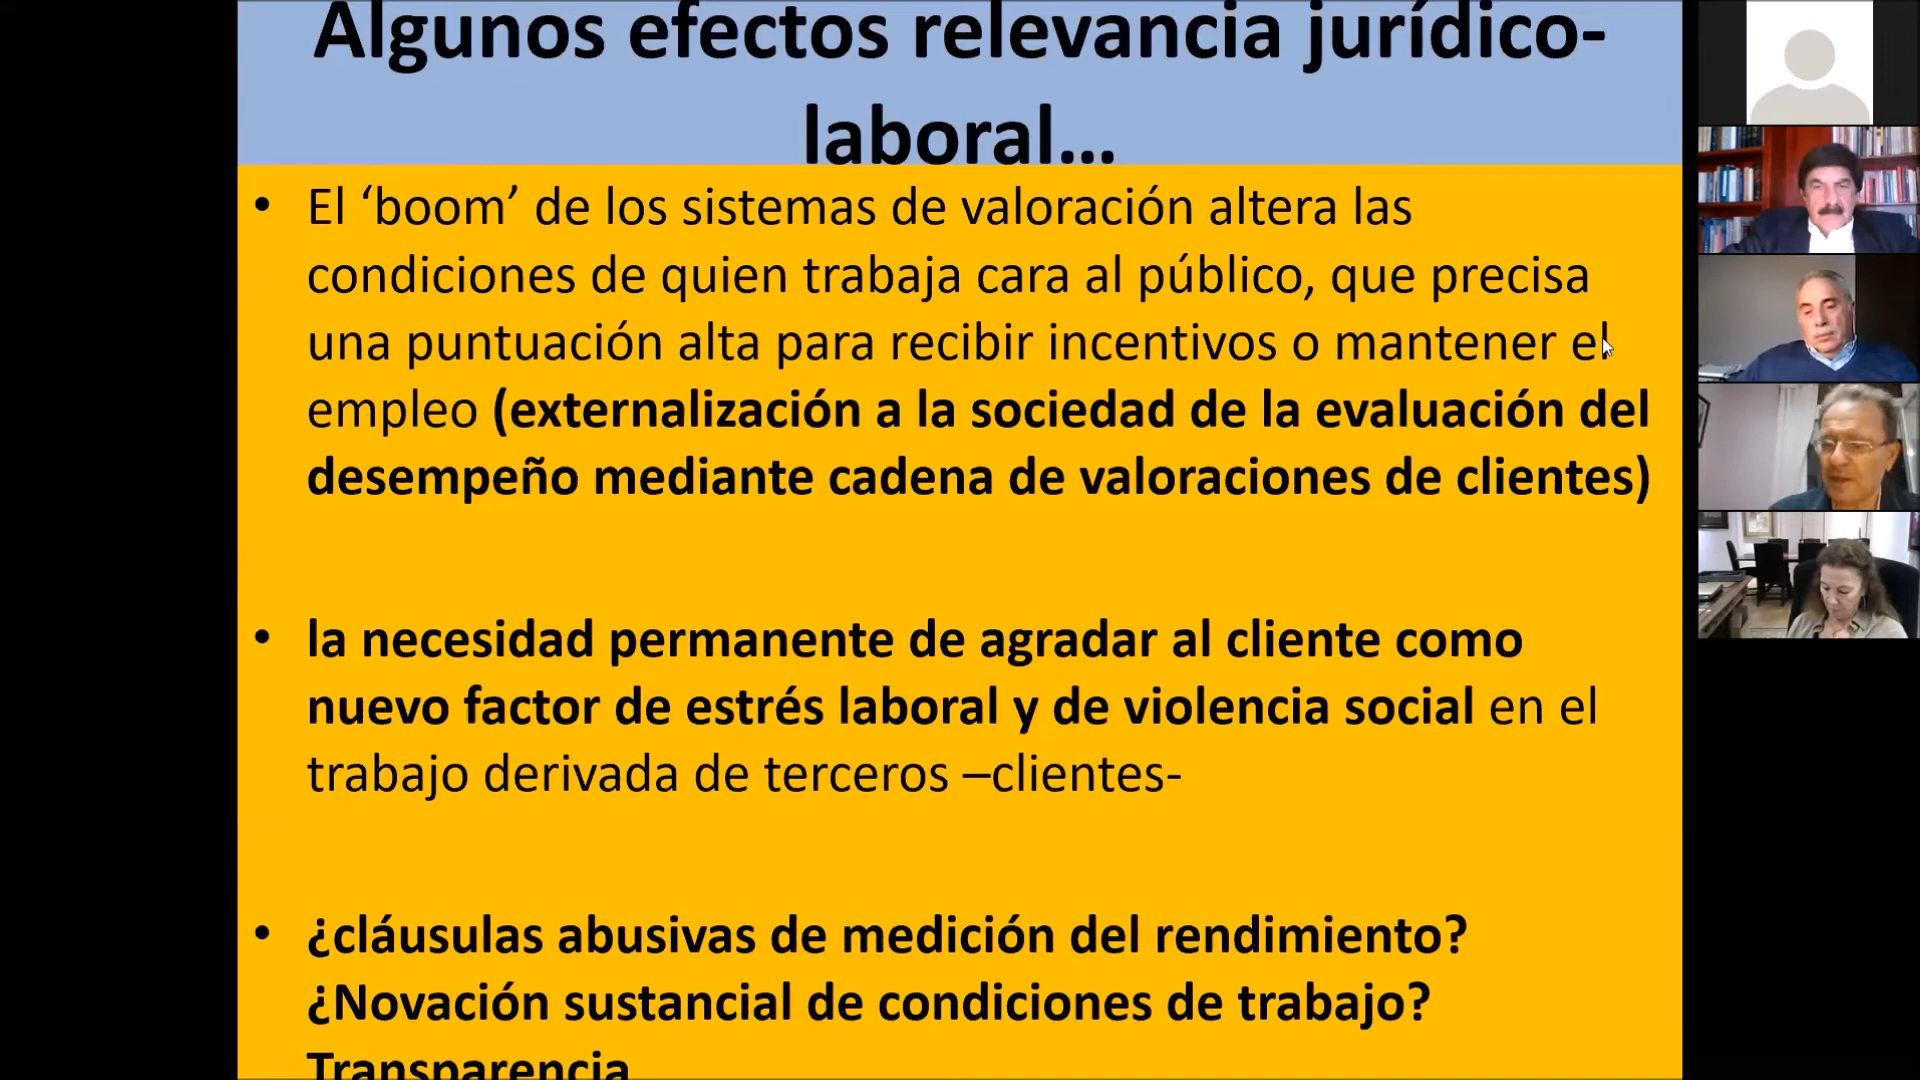 Algunos efectos relevancia jurídico-
laboral…
• El ‘boom’ de los sistemas de valoración altera las
condiciones de quien trabaja cara al público, que precisa
una puntuación alta para recibir incentivos o mantener el
empleo (externalización a la sociedad de la evaluación del
desempeño mediante cadena de valoraciones de clientes)
• la necesidad permanente de agradar al cliente como
nuevo factor de estrés laboral y de violencia social en el
trabajo derivada de terceros –clientes-
• ¿cláusulas abusivas de medición del rendimiento?
¿Novación sustancial de condiciones de trabajo?
Transparencia